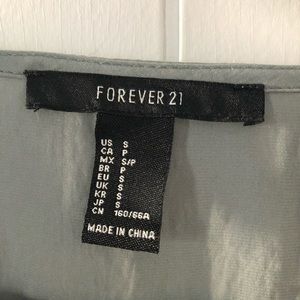 FOREVER 21
US S
CA P
MX S/P
BR P
EU S
UK S
KR S
JP S
CN 160/66A
MADE IN CHINA